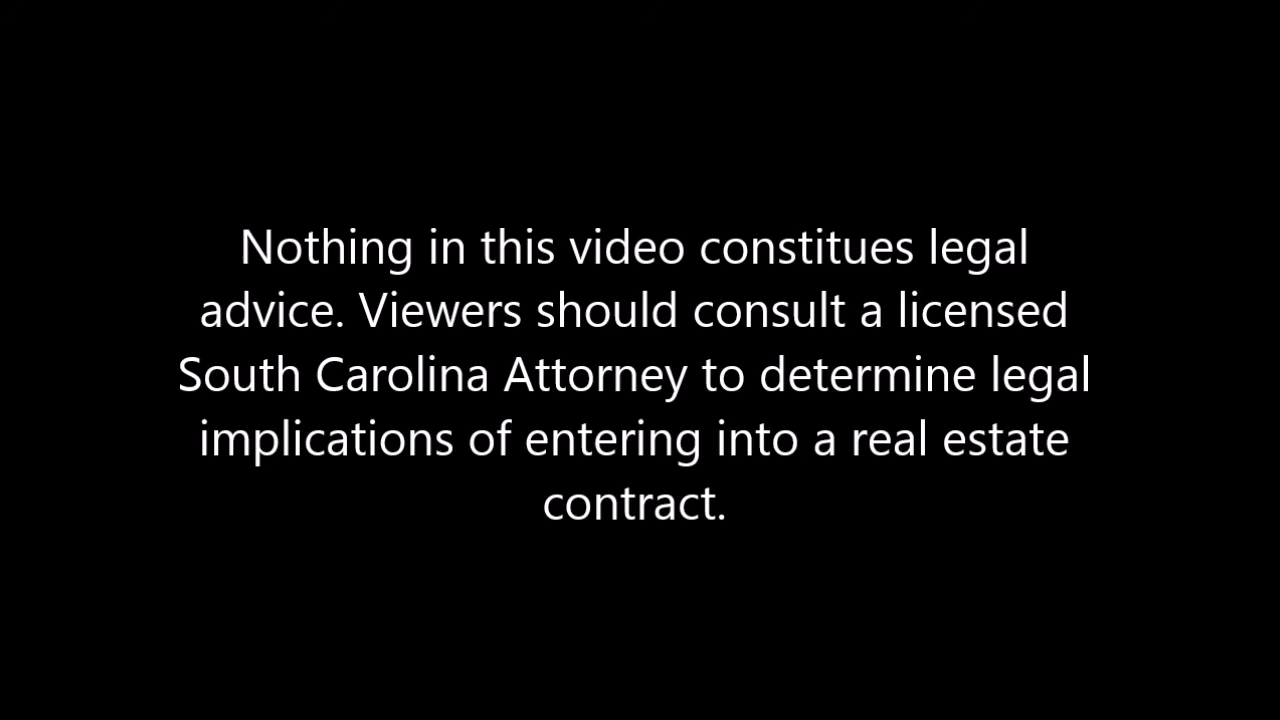 Nothing in this video constitues legal
advice. Viewers should consult a licensed
South Carolina Attorney to determine legal
implications of entering into a real estate
contract.